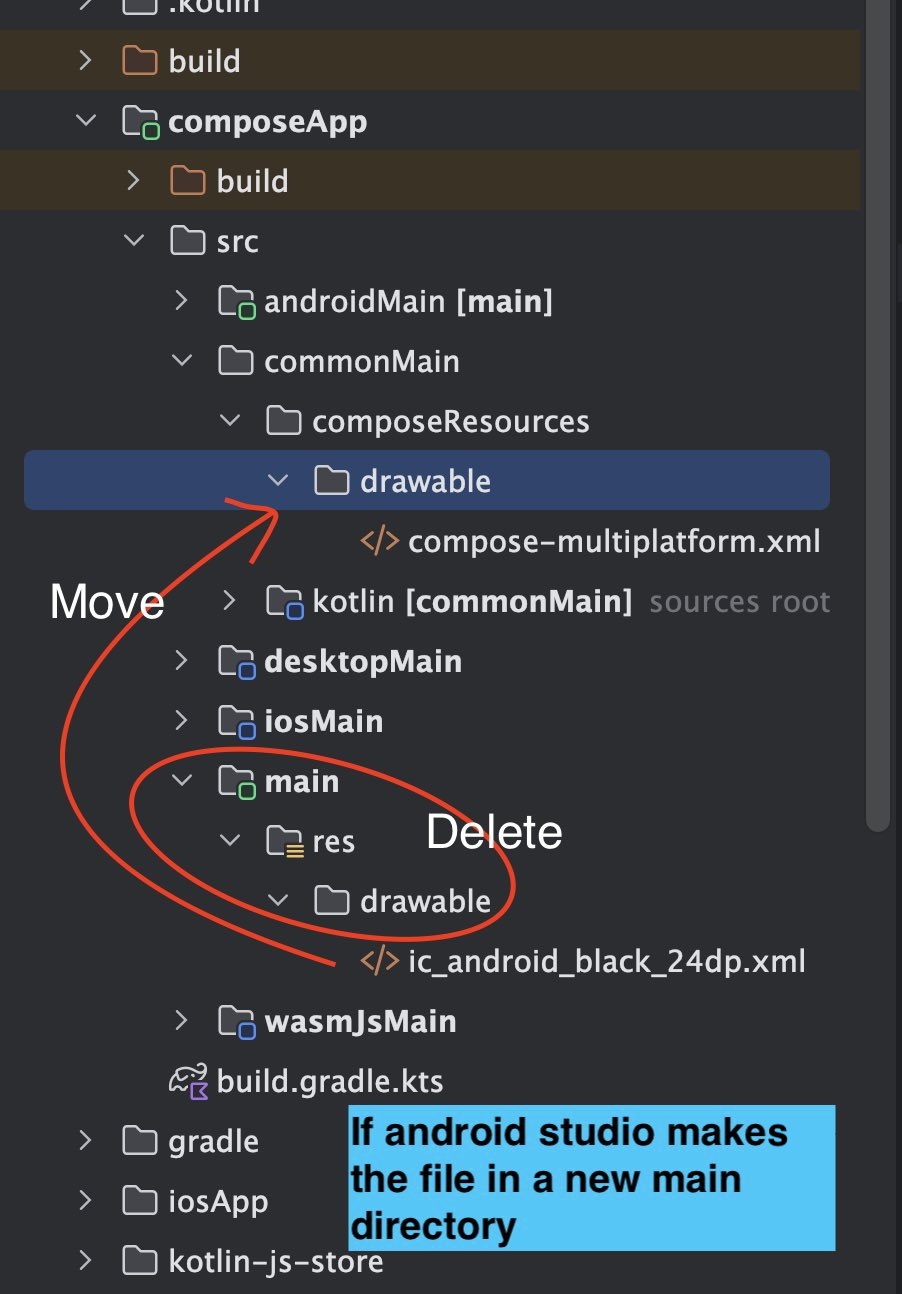 .kotlin
build
composeApp
build
src
androidMain [main]
commonMain
composeResources
drawable
compose-multiplatform.xml
Move
kotlin [commonMain] sources root
desktopMain
iosMain
main
res
Delete
drawable
ic_android_black_24dp.xml
wasmJsMain
build.gradle.kts
gradle
If android studio makes
the file in a new main
directory
iosApp
kotlin-js-store